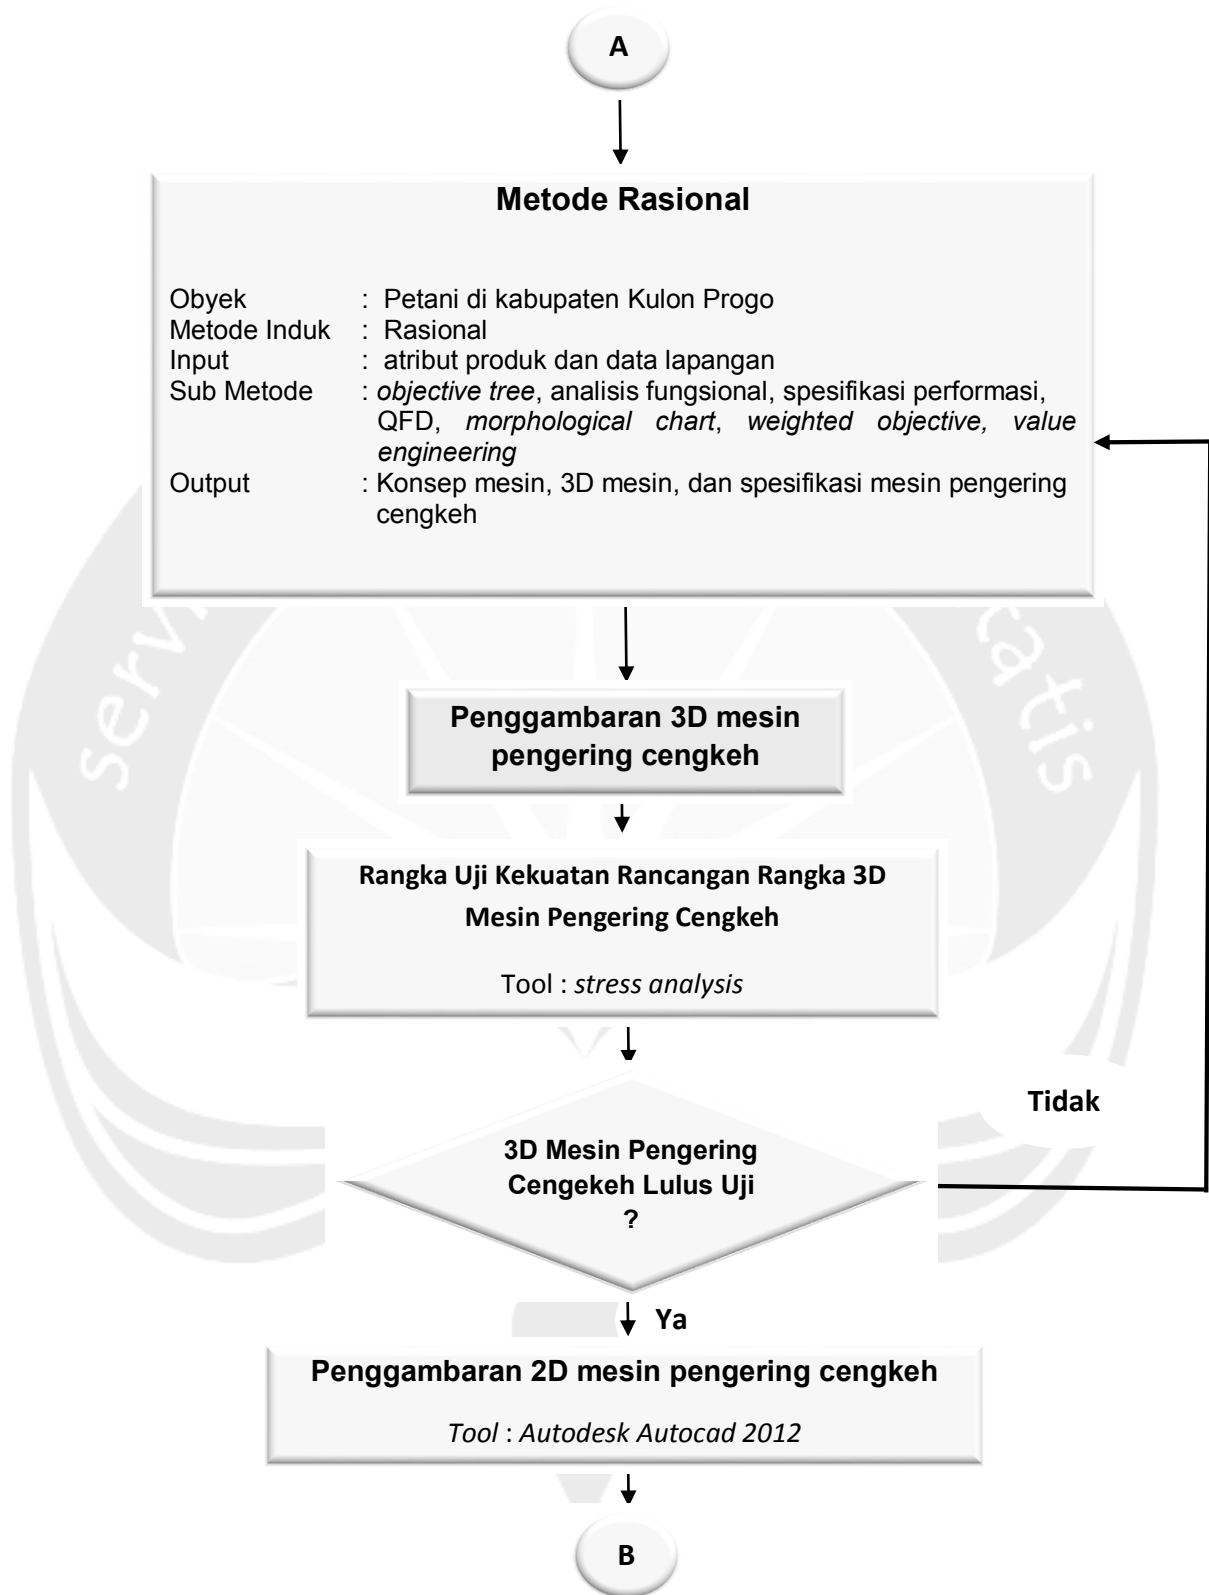 A
Metode Rasional
Obyek : Petani di kabupaten Kulon Progo
Metode Induk : Rasional
Input : atribut produk dan data lapangan
Sub Metode : objective tree, analisis fungsional, spesifikasi performasi,
QFD, morphological chart, weighted objective, value
engineering
Output : Konsep mesin, 3D mesin, dan spesifikasi mesin pengering
cengkeh
Penggambaran 3D mesin
pengering cengkeh
Rangka Uji Kekuatan Rancangan Rangka 3D
Mesin Pengering Cengkeh
Tool : stress analysis
Tidak
3D Mesin Pengering
Cengekeh Lulus Uji
?
Ya
Penggambaran 2D mesin pengering cengkeh
Tool : Autodesk Autocad 2012
B